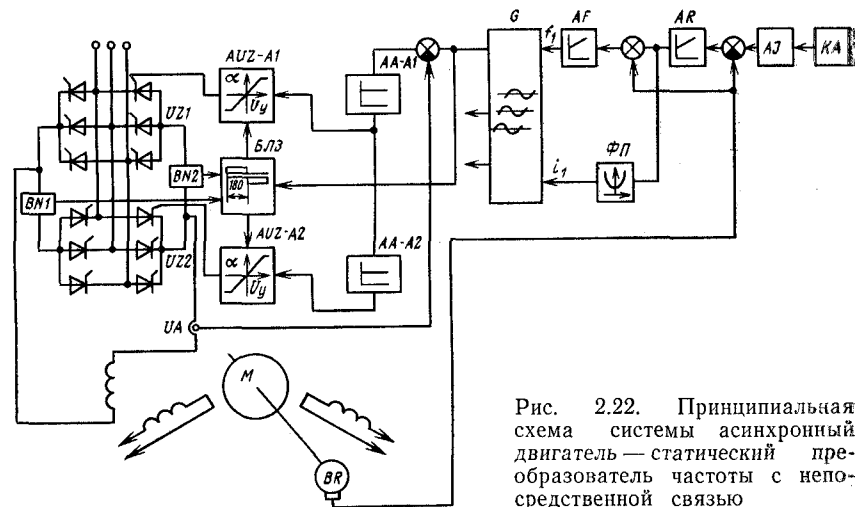 G
AF
AR
f₁
AA-A1
AUZ-A1
α
Uy
AJ
KA
UZ1
БЛЗ
BN2
180
ФП
i₁
BN1
AUZ-A2
AA-A2
UZ2
α
Uy
UA
M
BR
Рис. 2.22. Принципиальная
схема системы асинхронный
двигатель — статический пре-
образователь частоты с непо-
средственной связью